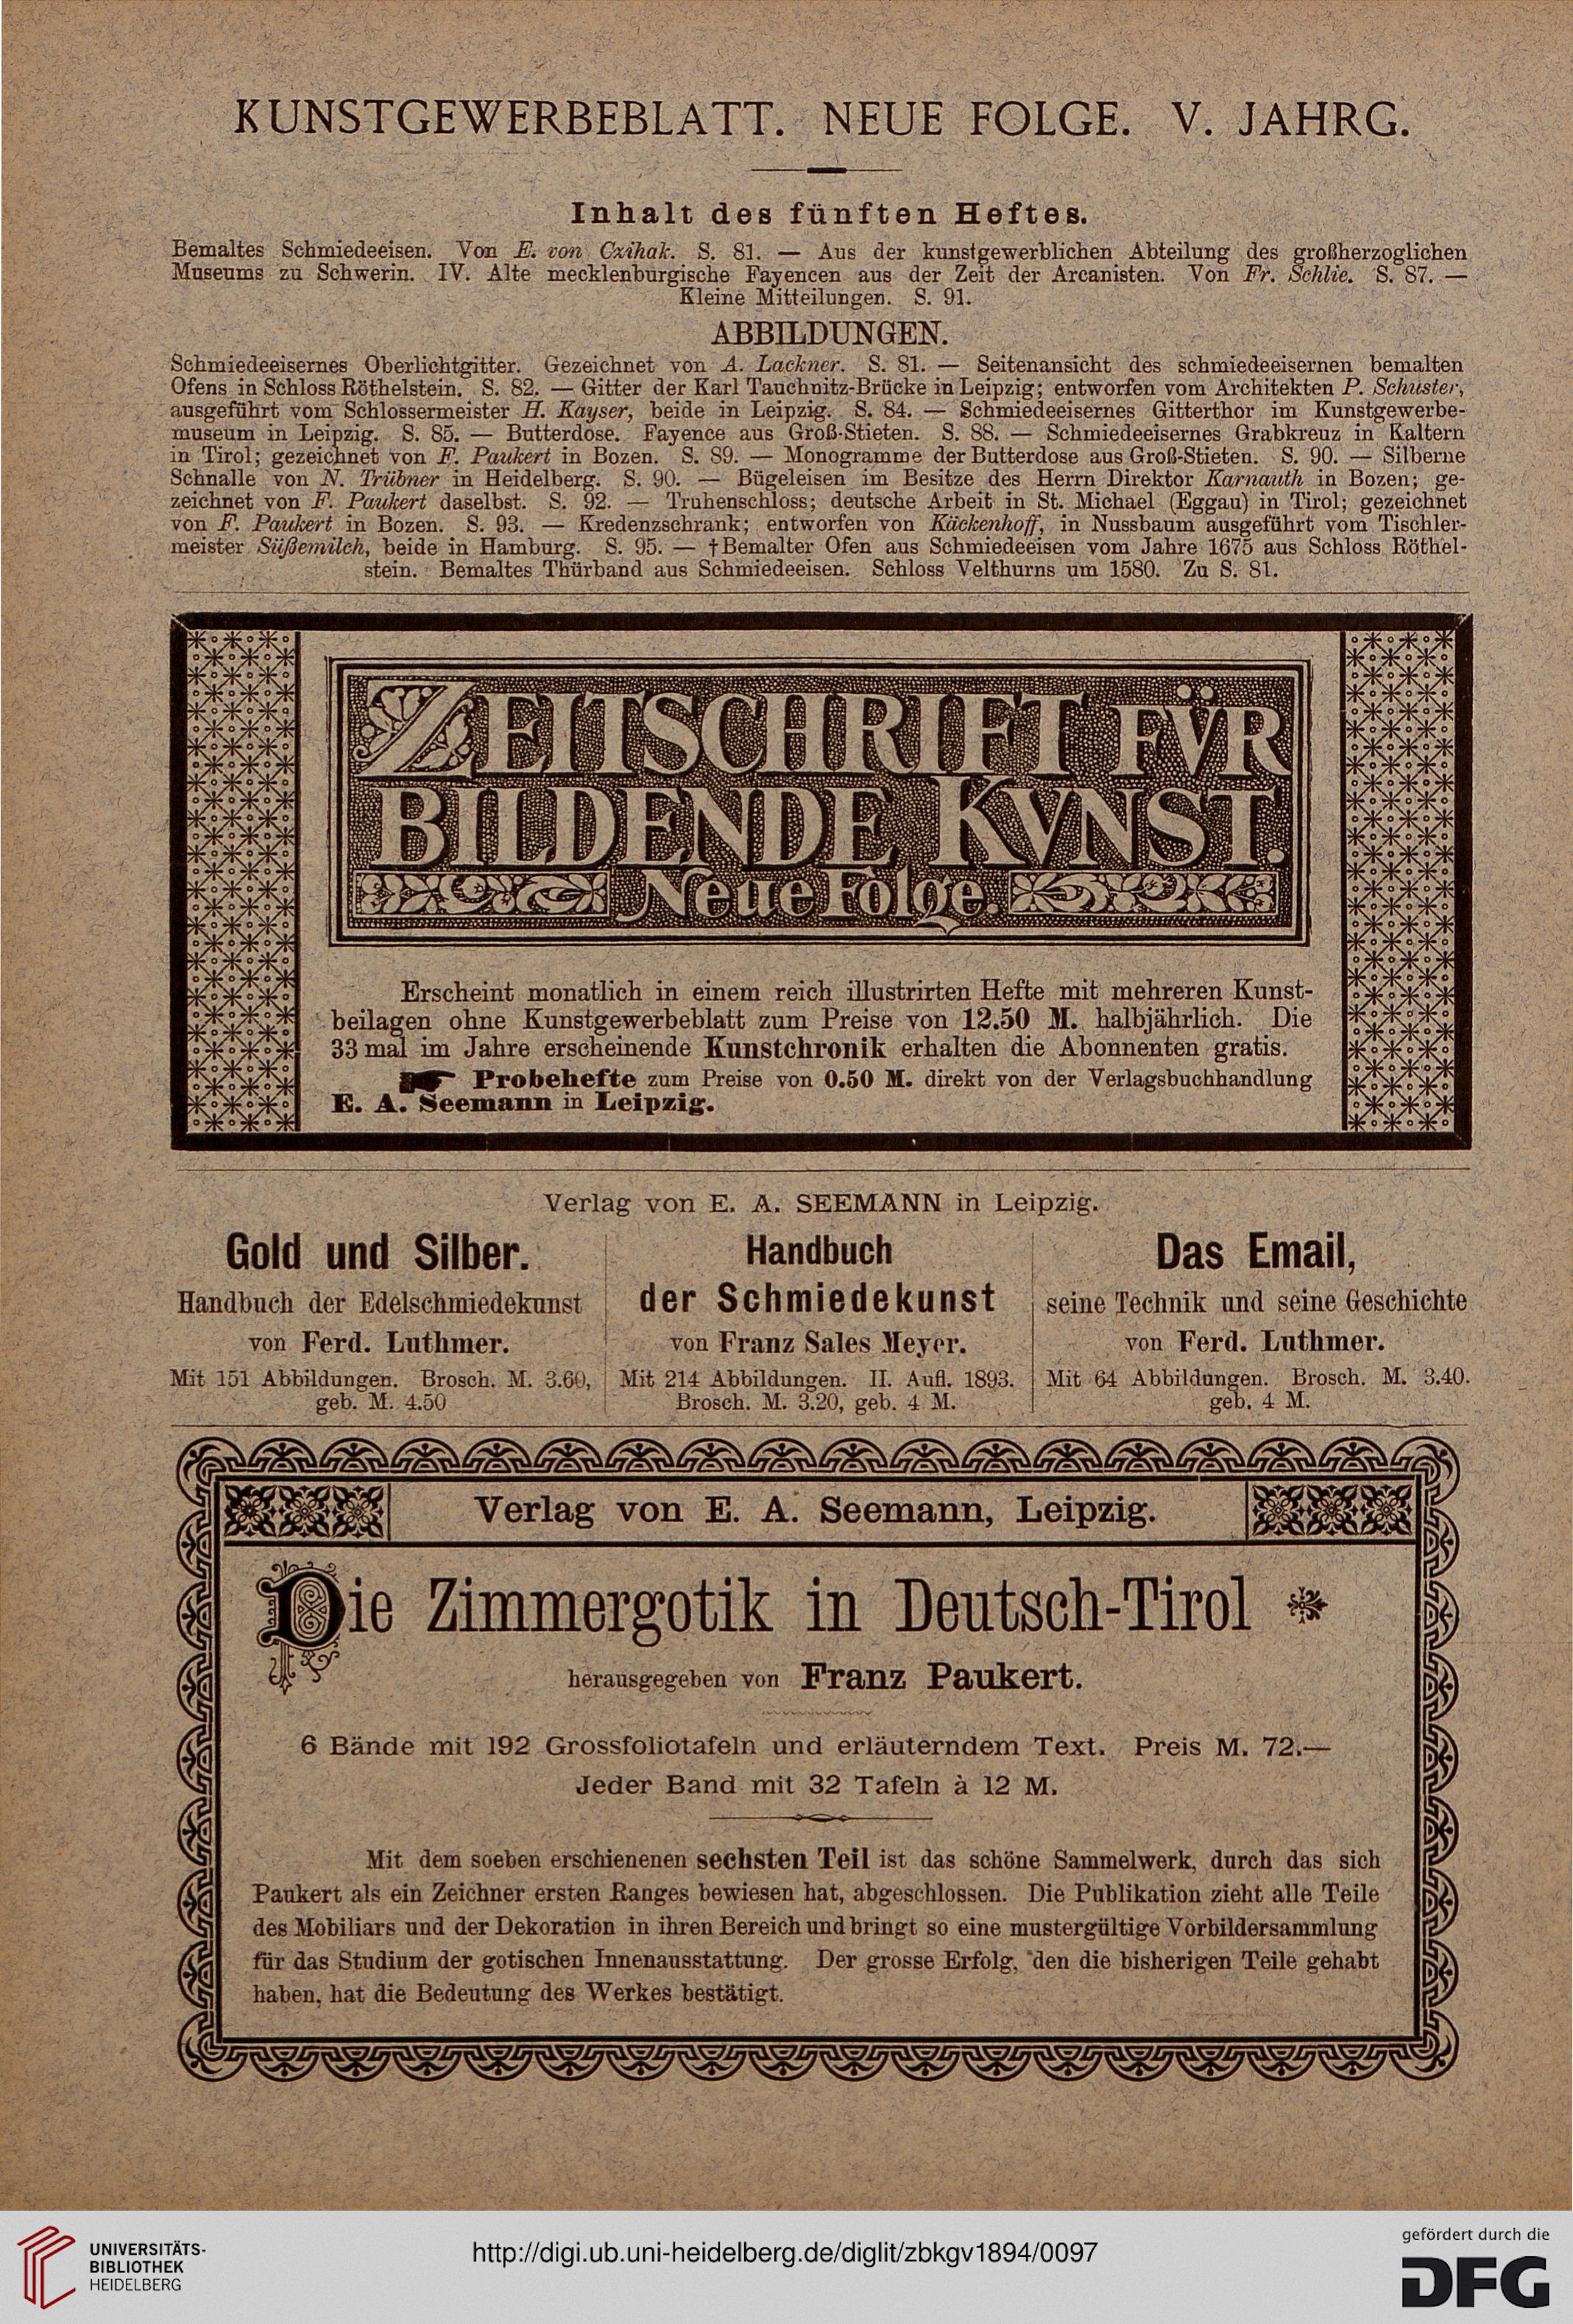 KUNSTGEWERBEBLATT. NEUE FOLGE. V. JAHRG.
Inhalt des fünften Heftes.
Bemaltes Schmiedeeisen. Von E. von Czihak. S. 81. — Aus der kunstgewerblichen Abteilung des großherzoglichen
Museums zu Schwerin. IV. Alte mecklenburgische Fayencen aus der Zeit der Arcanisten. Von Fr. Schlie. S. 87. —
Kleine Mitteilungen. S. 91.
ABBILDUNGEN.
Schmiedeeisernes Oberlichtgitter. Gezeichnet von A. Lackner. S. 81. — Seitenansicht des schmiedeeisernen bemalten
Ofens in Schloss Röthelstein. S. 82. — Gitter der Karl Tauchnitz-Brücke in Leipzig; entworfen vom Architekten P. Schuster,
ausgeführt vom Schlossermeister H. Kayser, beide in Leipzig. S. 84. — Schmiedeeisernes Gitterthor im Kunstgewerbe-
museum in Leipzig. S. 85. — Butterdose. Fayence aus Groß-Stieten. S. 88. — Schmiedeeisernes Grabkreuz in Kaltern
in Tirol; gezeichnet von F. Paukert in Bozen. S. 89. — Monogramme der Butterdose aus Groß-Stieten. S. 90. — Silberne
Schnalle von N. Trübner in Heidelberg. S. 90. — Bügeleisen im Besitze des Herrn Direktor Karnauth in Bozen; ge-
zeichnet von F. Paukert daselbst. S. 92. — Truhenschloss; deutsche Arbeit in St. Michael (Eggau) in Tirol; gezeichnet
von F. Paukert in Bozen. S. 93. — Kredenzschrank; entworfen von Käckenhoff, in Nussbaum ausgeführt vom Tischler-
meister Süßemilch, beide in Hamburg. S. 95. — †Bemalter Ofen aus Schmiedeeisen vom Jahre 1675 aus Schloss Röthel-
stein. Bemaltes Thürband aus Schmiedeeisen. Schloss Velthurns um 1580. Zu S. 81.
ZEITSCHRIFT FÜR
BILDENDE KVNST.
Neue Folge.
Erscheint monatlich in einem reich illustrirten Hefte mit mehreren Kunst-
beilagen ohne Kunstgewerbeblatt zum Preise von 12.50 M. halbjährlich. Die
33 mal im Jahre erscheinende Kunstchronik erhalten die Abonnenten gratis.
Probehefte zum Preise von 0.50 M. direkt von der Verlagsbuchhandlung
E. A. Seemann in Leipzig.
Verlag von E. A. SEEMANN in Leipzig.
Gold und Silber.
Handbuch der Edelschmiedekunst
von Ferd. Luthmer.
Mit 151 Abbildungen. Brosch. M. 3.60,
geb. M. 4.50
Handbuch
der Schmiedekunst
von Franz Sales Meyer.
Mit 214 Abbildungen. II. Aufl. 1893.
Brosch. M. 3.20, geb. 4 M.
Das Email,
seine Technik und seine Geschichte
von Ferd. Luthmer.
Mit 64 Abbildungen. Brosch. M. 3.40.
geb. 4 M.
Verlag von E. A. Seemann, Leipzig.
Die Zimmergotik in Deutsch-Tirol
herausgegeben von Franz Paukert.
6 Bände mit 192 Grossfoliotafeln und erläuterndem Text. Preis M. 72.—
Jeder Band mit 32 Tafeln à 12 M.
Mit dem soeben erschienenen sechsten Teil ist das schöne Sammelwerk, durch das sich
Paukert als ein Zeichner ersten Ranges bewiesen hat, abgeschlossen. Die Publikation zieht alle Teile
des Mobiliars und der Dekoration in ihren Bereich und bringt so eine mustergültige Vorbildersammlung
für das Studium der gotischen Innenausstattung. Der grosse Erfolg, den die bisherigen Teile gehabt
haben, hat die Bedeutung des Werkes bestätigt.
UNIVERSITÄTS-
BIBLIOTHEK
HEIDELBERG
http://digi.ub.uni-heidelberg.de/diglit/zbkgv1894/0097
gefördert durch die
DFG